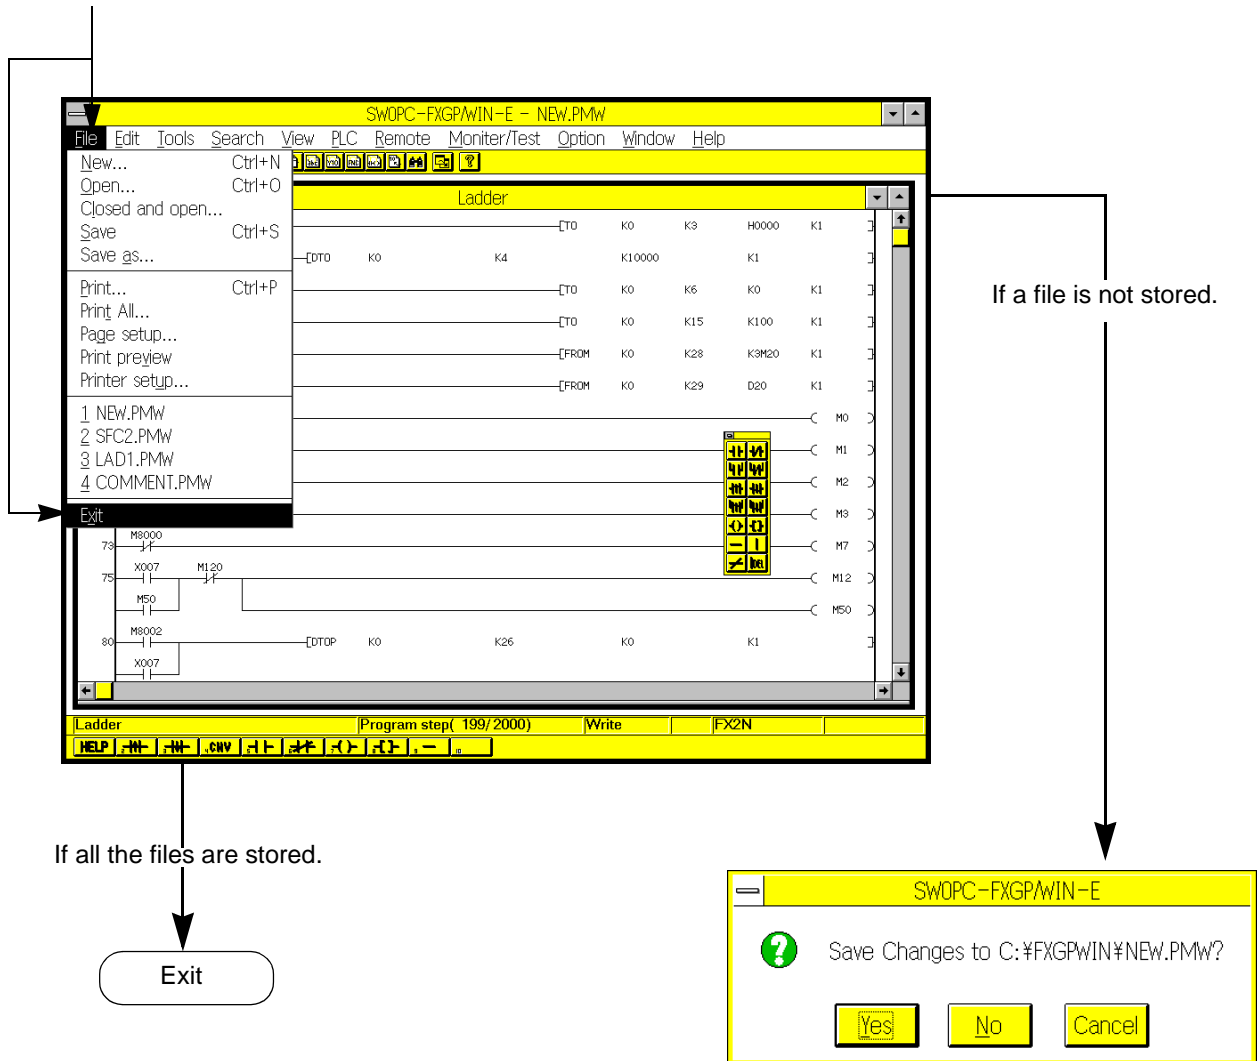 SW0PC-FXGP/WIN-E - NEW.PMW
File Edit Tools Search View PLC Remote Moniter/Test Option Window Help
New... Ctrl+N
Open... Ctrl+O
Closed and open...
Save Ctrl+S
Save as...
Print... Ctrl+P
Print All...
Page setup...
Print preview
Printer setup...
1 NEW.PMW
2 SFC2.PMW
3 LAD1.PMW
4 COMMENT.PMW
Exit
Ladder
[TO K0 K3 H0000 K1 ]
[DTO K0 K4 K10000 K1 ]
[TO K0 K6 K0 K1 ]
[TO K0 K15 K100 K1 ]
[FROM K0 K28 K3M20 K1 ]
[FROM K0 K29 D20 K1 ]
( M0 )
( M1 )
( M2 )
( M3 )
M8000
73 ( M7 )
X007 M120
75 ( M12 )
M50
( M50 )
M8002
80 [DTOP K0 K26 K0 K1 ]
X007
DEL
Ladder Program step( 199/2000) Write FX2N
HELP CNV
If a file is not stored.
If all the files are stored.
Exit
SW0PC-FXGP/WIN-E
Save Changes to C:¥FXGPWIN¥NEW.PMW?
Yes No Cancel